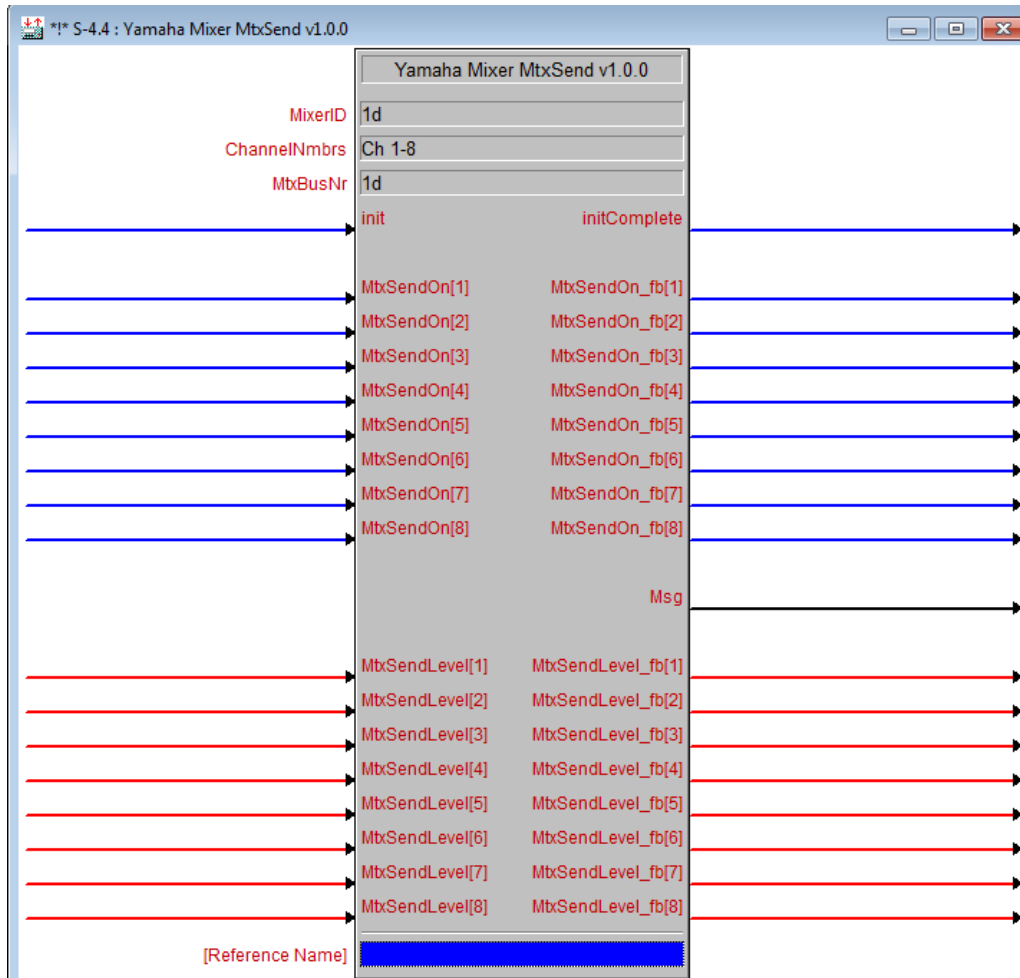 *!* S-4.4 : Yamaha Mixer MtxSend v1.0.0
Yamaha Mixer MtxSend v1.0.0
MixerID 1d
ChannelNmbrs Ch 1-8
MtxBusNr 1d
init initComplete
MtxSendOn[1] MtxSendOn_fb[1]
MtxSendOn[2] MtxSendOn_fb[2]
MtxSendOn[3] MtxSendOn_fb[3]
MtxSendOn[4] MtxSendOn_fb[4]
MtxSendOn[5] MtxSendOn_fb[5]
MtxSendOn[6] MtxSendOn_fb[6]
MtxSendOn[7] MtxSendOn_fb[7]
MtxSendOn[8] MtxSendOn_fb[8]
Msg
MtxSendLevel[1] MtxSendLevel_fb[1]
MtxSendLevel[2] MtxSendLevel_fb[2]
MtxSendLevel[3] MtxSendLevel_fb[3]
MtxSendLevel[4] MtxSendLevel_fb[4]
MtxSendLevel[5] MtxSendLevel_fb[5]
MtxSendLevel[6] MtxSendLevel_fb[6]
MtxSendLevel[7] MtxSendLevel_fb[7]
MtxSendLevel[8] MtxSendLevel_fb[8]
[Reference Name]